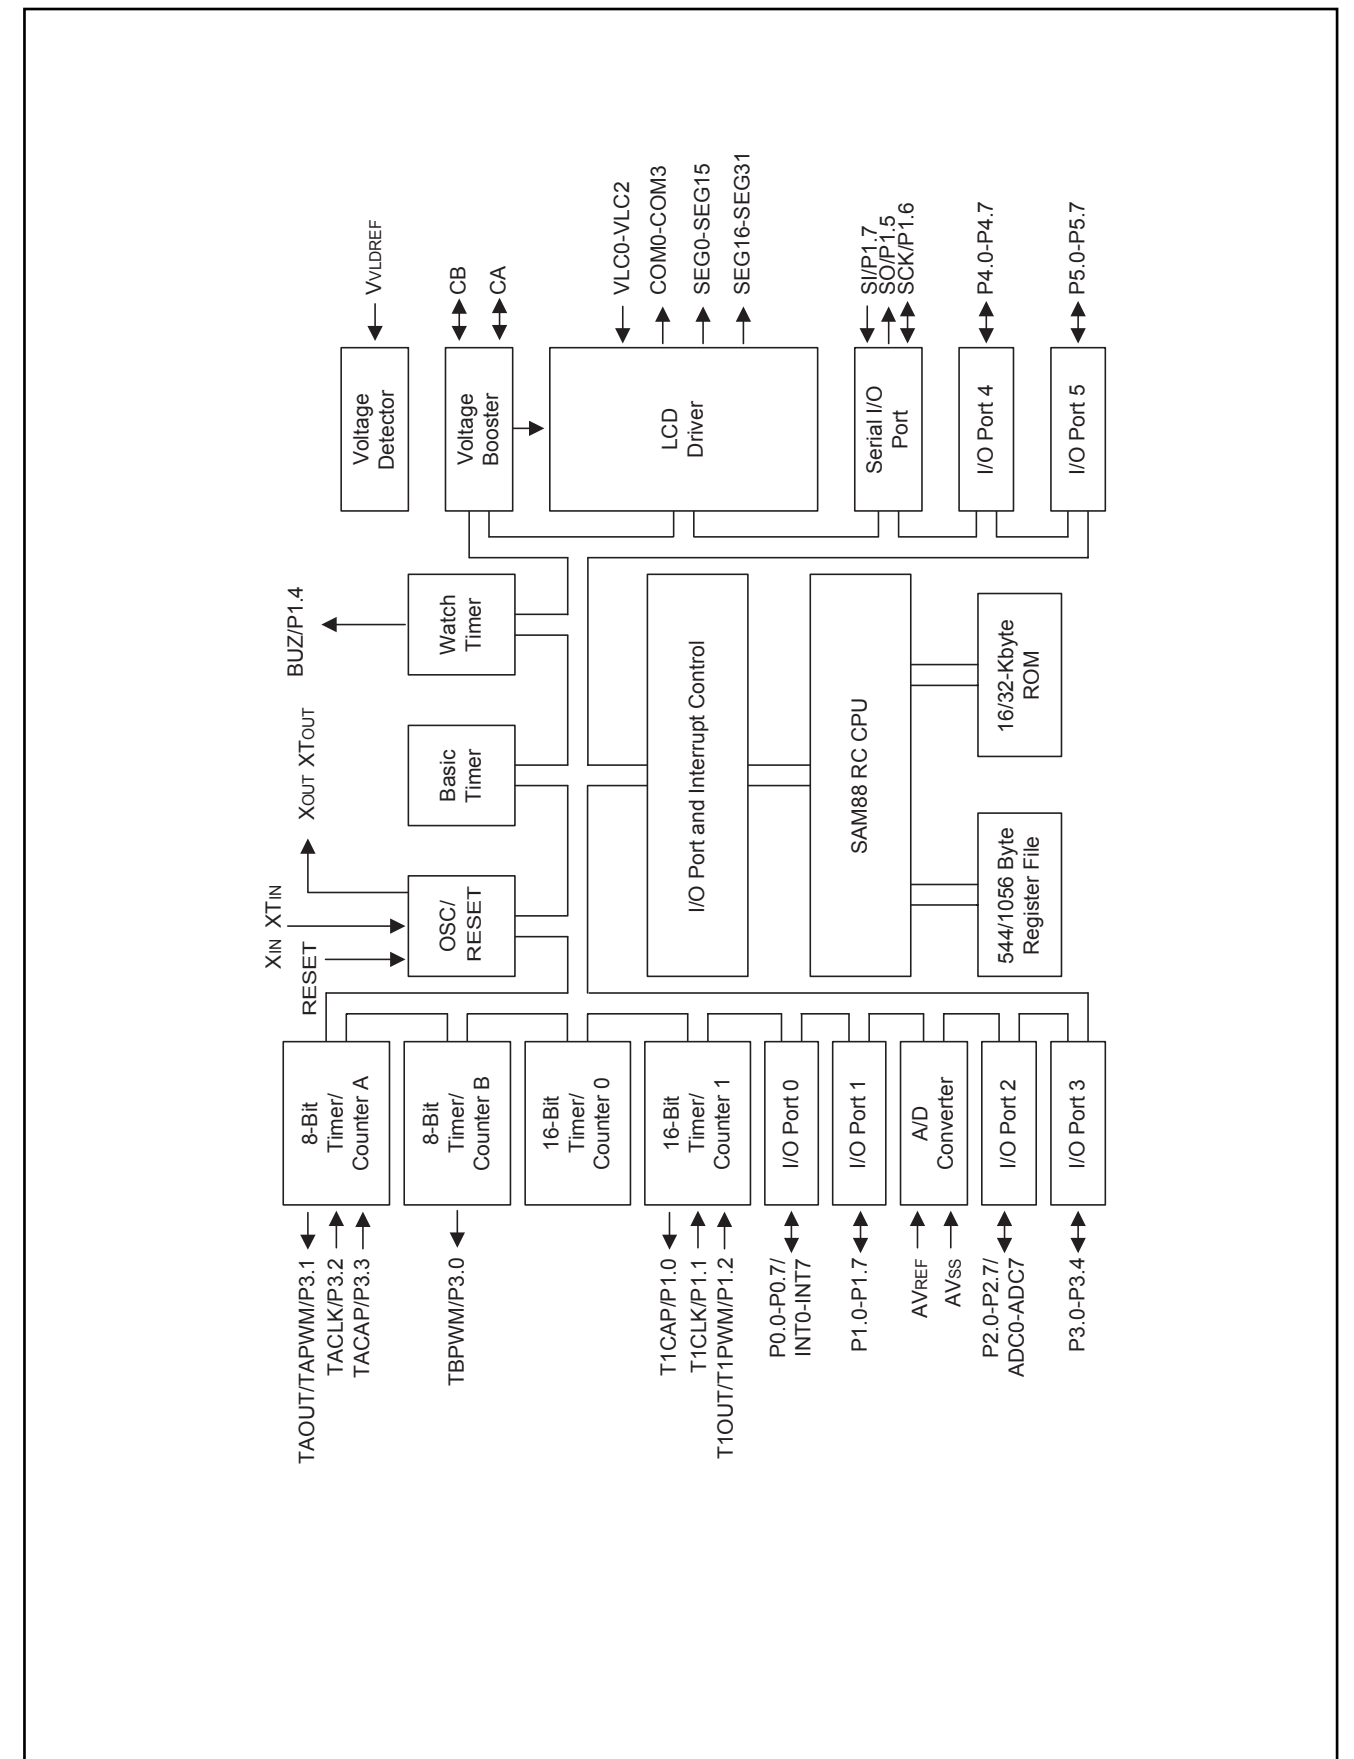 XIN XTIN
XOUT XTOUT
BUZ/P1.4
RESET
TAOUT/TAPWM/P3.1
TACLK/P3.2
TACAP/P3.3
8-Bit
Timer/
Counter A
OSC/
RESET
Basic
Timer
Watch
Timer
Voltage
Detector
VVLDREF
TBPWM/P3.0
8-Bit
Timer/
Counter B
Voltage
Booster
CB
CA
16-Bit
Timer/
Counter 0
LCD
Driver
VLC0-VLC2
COM0-COM3
SEG0-SEG15
SEG16-SEG31
T1CAP/P1.0
T1CLK/P1.1
T1OUT/T1PWM/P1.2
16-Bit
Timer/
Counter 1
I/O Port and Interrupt Control
P0.0-P0.7/
INT0-INT7
I/O Port 0
P1.0-P1.7
I/O Port 1
SAM88 RC CPU
Serial I/O
Port
SI/P1.7
SO/P1.5
SCK/P1.6
AVREF
AVSS
A/D
Converter
P2.0-P2.7/
ADC0-ADC7
I/O Port 2
544/1056 Byte
Register File
16/32-Kbyte
ROM
I/O Port 4
P4.0-P4.7
P3.0-P3.4
I/O Port 3
I/O Port 5
P5.0-P5.7